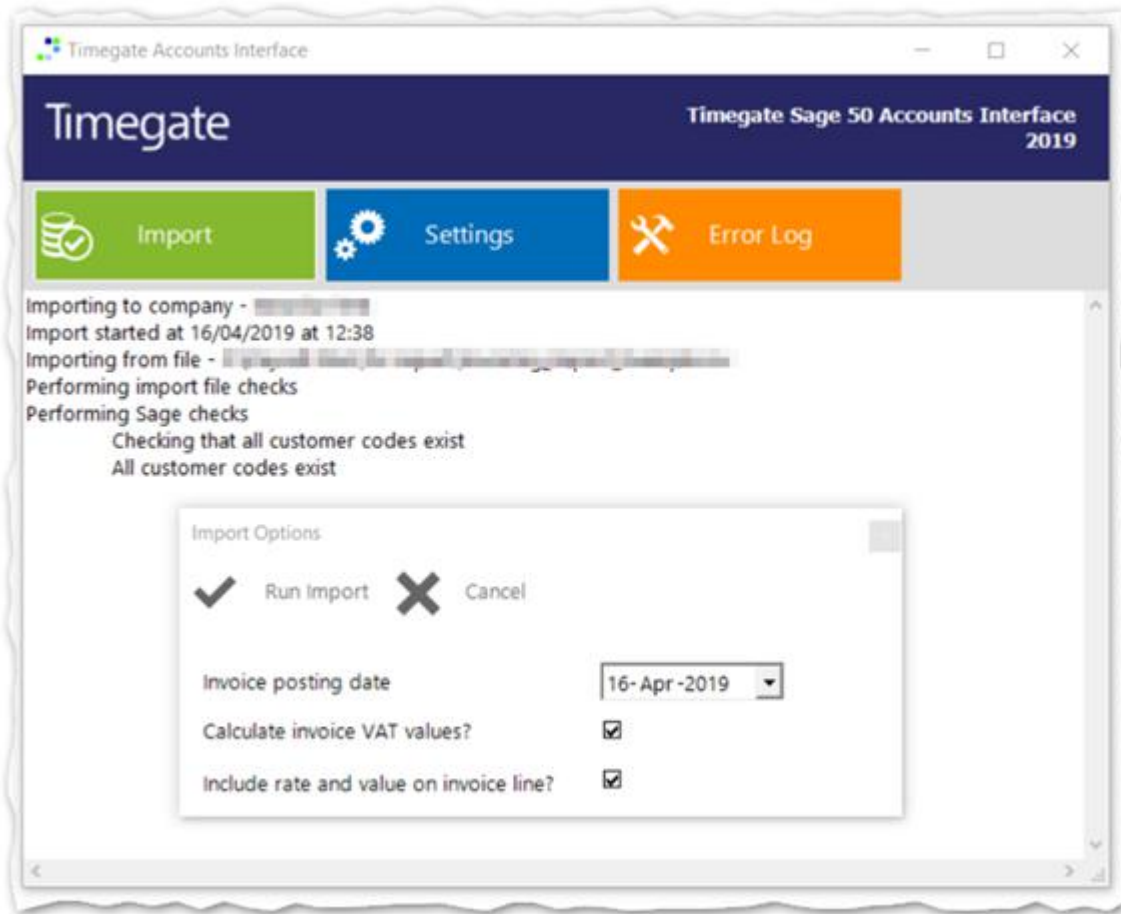 Timegate Accounts Interface
Timegate
Timegate Sage 50 Accounts Interface
2019
Import
Settings
Error Log
Importing to company -
Import started at 16/04/2019 at 12:38
Importing from file -
Performing import file checks
Performing Sage checks
Checking that all customer codes exist
All customer codes exist
Import Options
Run Import
Cancel
Invoice posting date
16- Apr -2019
Calculate invoice VAT values?
Include rate and value on invoice line?